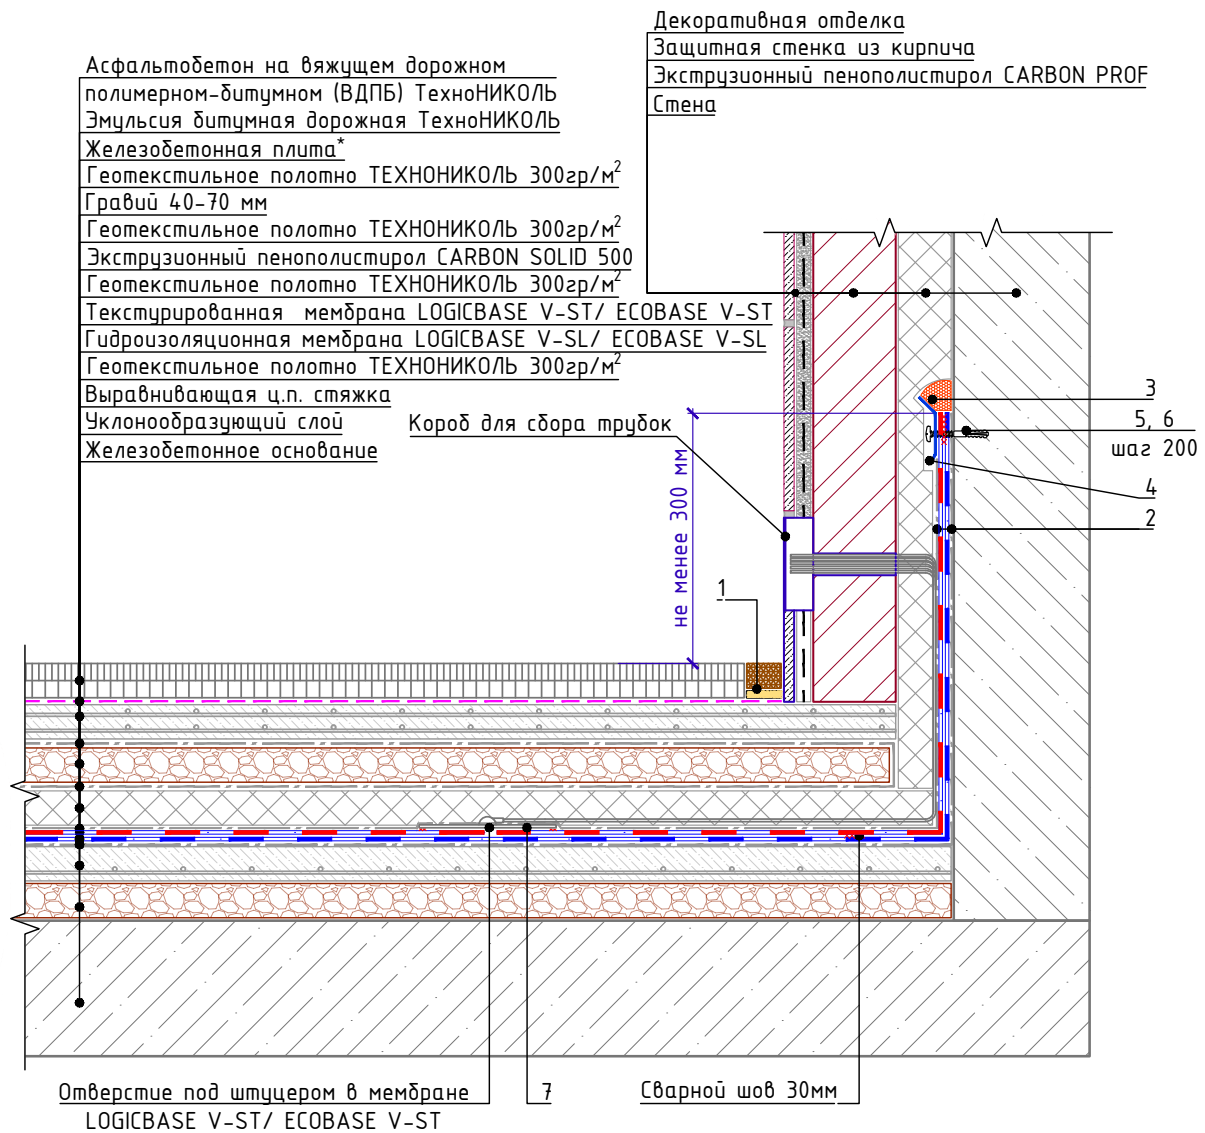 Декоративная отделка
Защитная стенка из кирпича
Экструзионный пенополистирол CARBON PROF
Стена
Асфальтобетон на вяжущем дорожном
полимерном-битумном (ВДПБ) ТехноНИКОЛЬ
Эмульсия битумная дорожная ТехноНИКОЛЬ
Железобетонная плита*
Геотекстильное полотно ТЕХНОНИКОЛЬ 300гр/м²
Гравий 40-70 мм
Геотекстильное полотно ТЕХНОНИКОЛЬ 300гр/м²
Экструзионный пенополистирол CARBON SOLID 500
Геотекстильное полотно ТЕХНОНИКОЛЬ 300гр/м²
Текстурированная мембрана LOGICBASE V-ST/ ECOBASE V-ST
Гидроизоляционная мембрана LOGICBASE V-SL/ ECOBASE V-SL
Геотекстильное полотно ТЕХНОНИКОЛЬ 300гр/м²
Выравнивающая ц.п. стяжка
Уклонообразующий слой
Железобетонное основание
Короб для сбора трубок
не менее 300 мм
1
3
5, 6
шаг 200
4
2
Отверстие под штуцером в мембране
LOGICBASE V-ST/ ECOBASE V-ST
7
Сварной шов 30мм